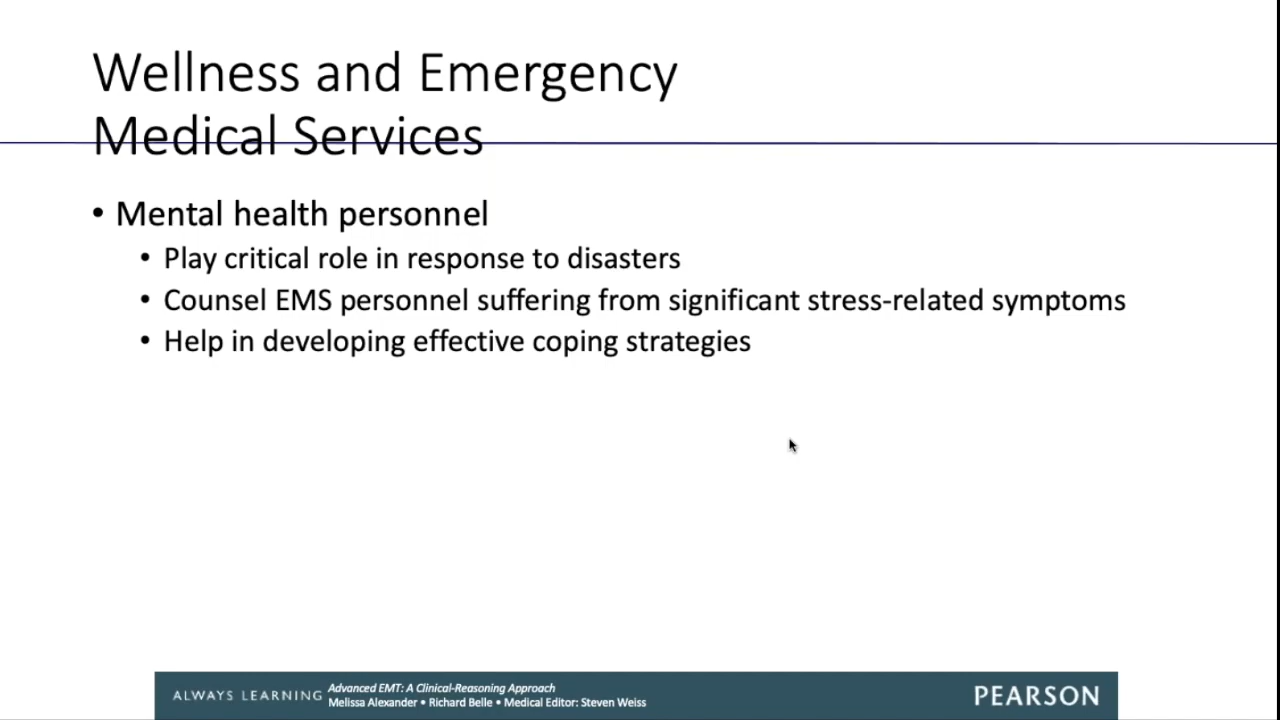 Wellness and Emergency
Medical Services
• Mental health personnel
• Play critical role in response to disasters
• Counsel EMS personnel suffering from significant stress-related symptoms
• Help in developing effective coping strategies
ALWAYS LEARNING
Advanced EMT: A Clinical-Reasoning Approach
Melissa Alexander • Richard Belle • Medical Editor: Steven Weiss
PEARSON